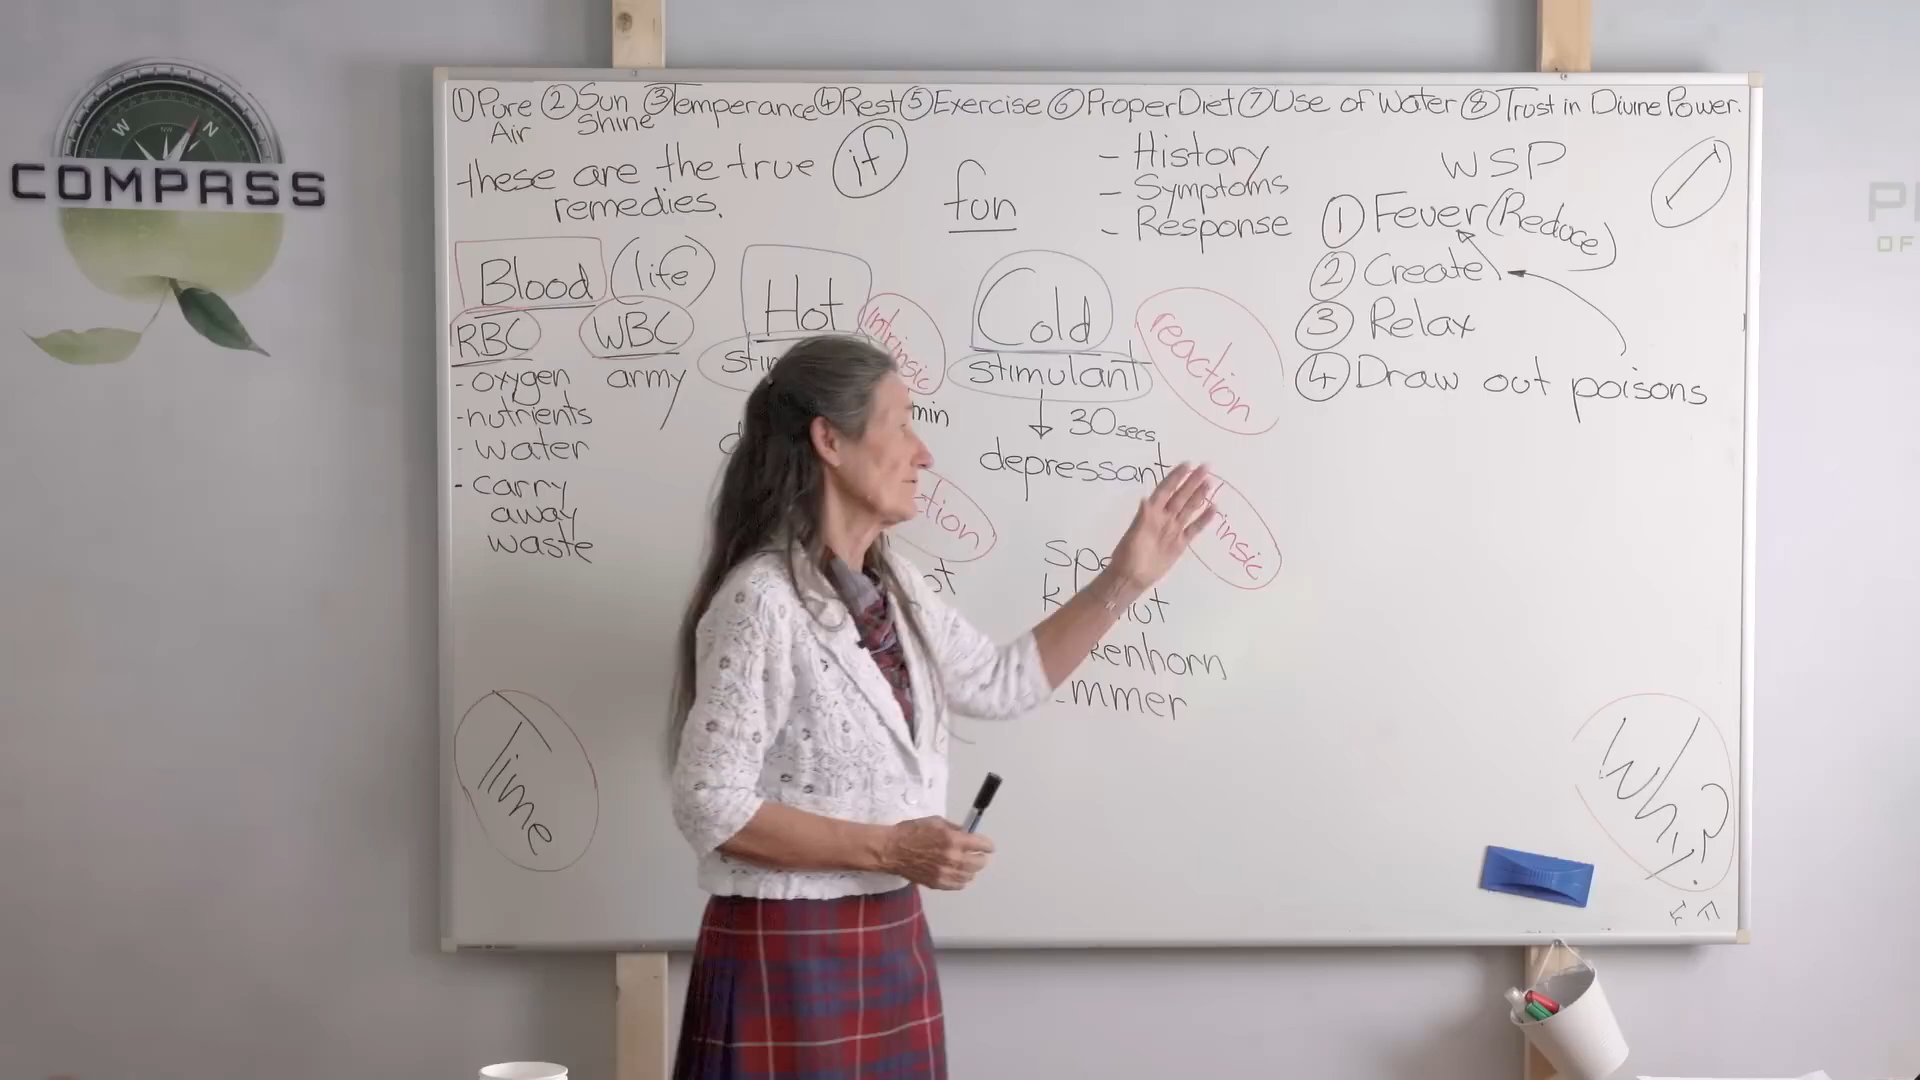 COMPASS
①Pure ②Sun ③Temperance ④Rest ⑤Exercise ⑥Proper Diet ⑦Use of Water ⑧Trust in Divine Power.
Air Shine
these are the true
remedies.
if
fun
- History
- Symptoms
- Response
WSP
① Fever (Reduce)
② Create
③ Relax
④ Draw out poisons
Blood (life)
RBC
- oxygen
- nutrients
- water
- carry
away
waste
WBC
army
Hot
intrinsic
min
Cold
stimulant
30secs
depressant
reaction
Time
Why?